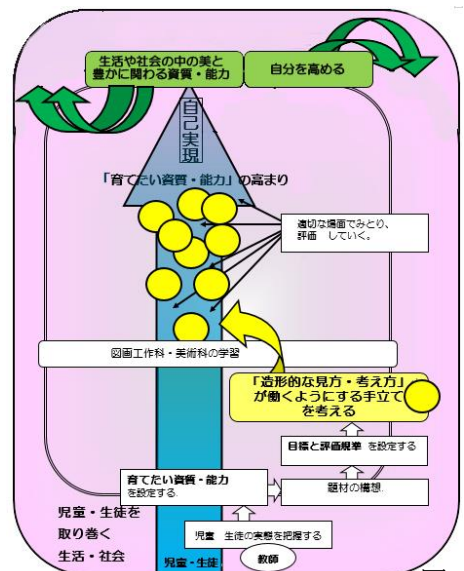 生活や社会の中の美と
豊かに関わる資質・能力
自分を高める
自己実現
「育てたい資質・能力」の高まり
適切な場面でみとり、
評価　していく。
図画工作科・美術科の学習
「造形的な見方・考え方」
が働くようにする手立て
を考える
目標と評価規準 を設定する
育てたい資質・能力
を設定する.
題材の構想.
児童・生徒を
取り巻く
生活・社会
児童　生徒の実態を把握する
教師
児童・生徒